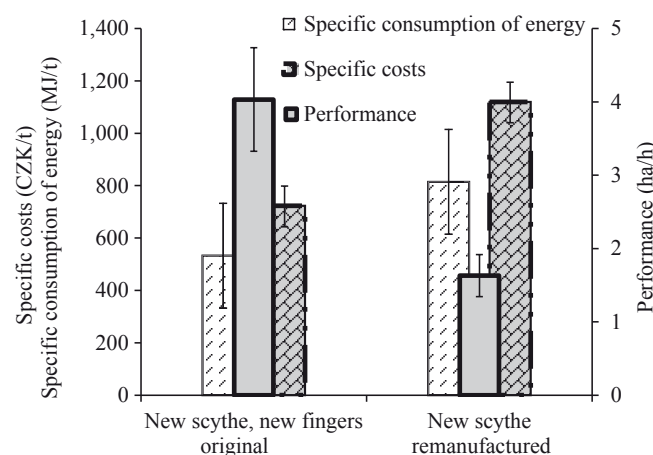 Specific costs (CZK/t)
Specific consumption of energy (MJ/t)
1,400
1,200
1,000
800
600
400
200
0
Specific consumption of energy
Specific costs
Performance
5
4
3
2
1
0
Performance (ha/h)
New scythe, new fingers
original
New scythe
remanufactured